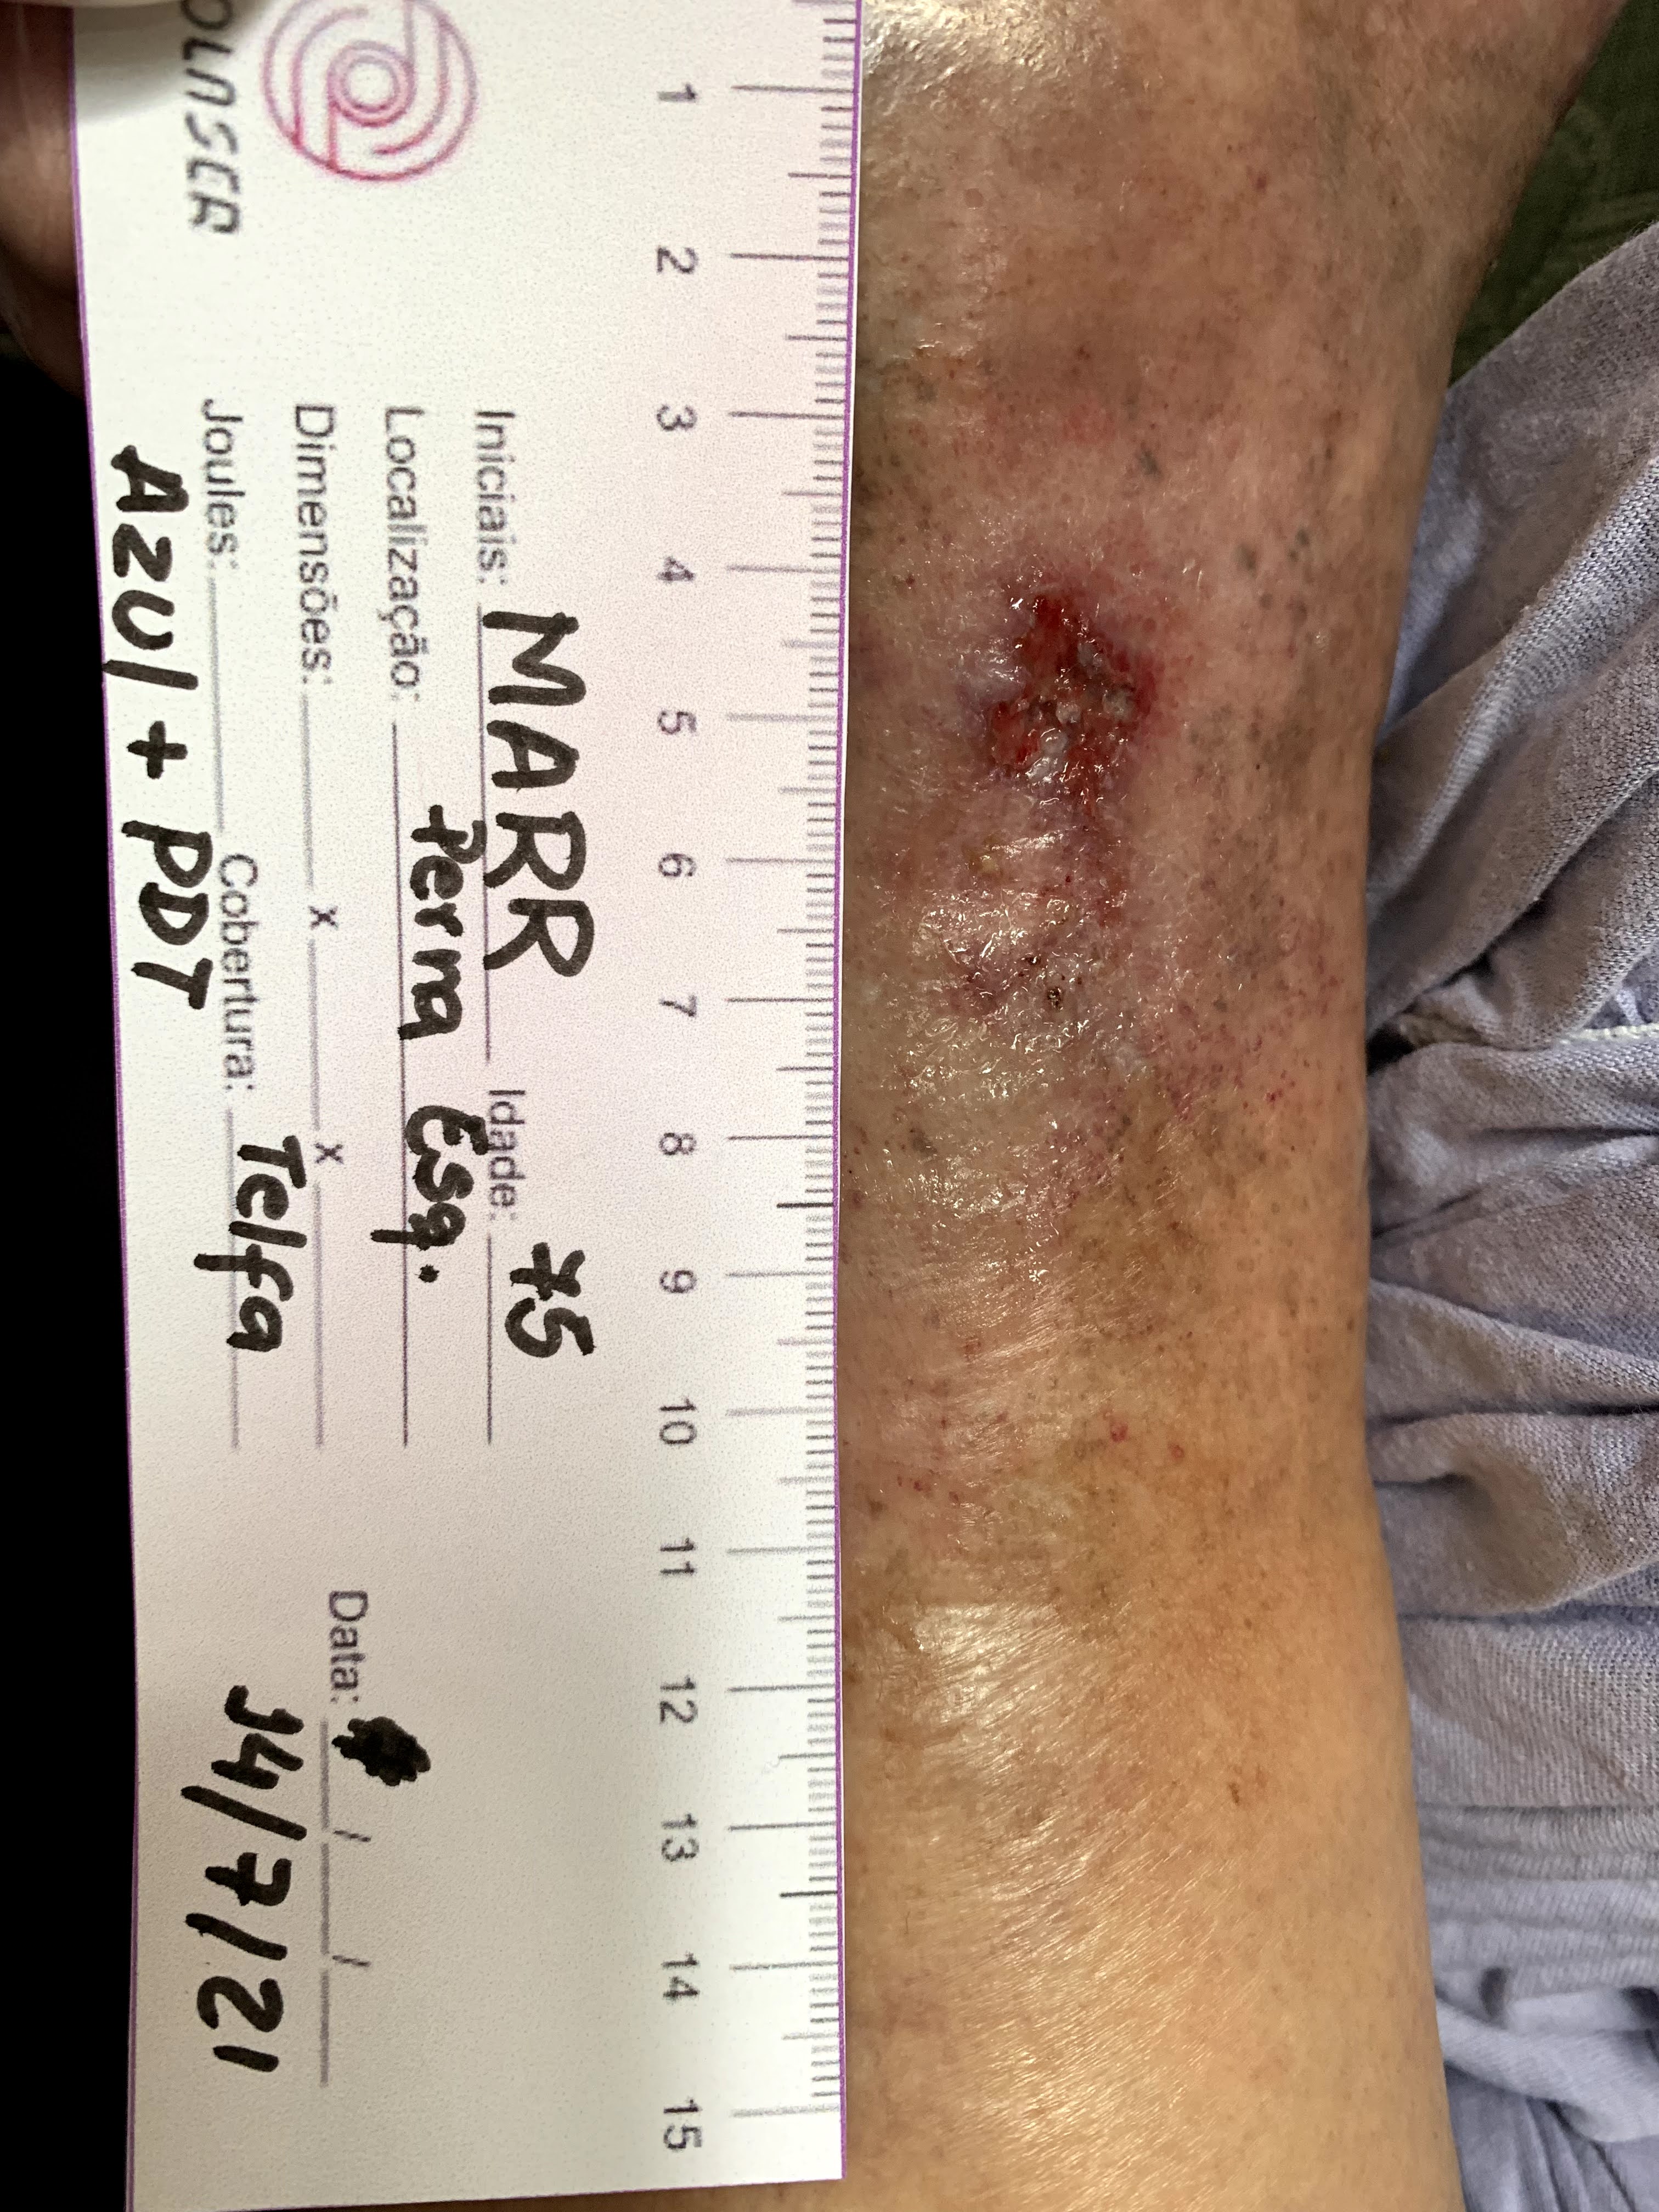 1 2 3 4 5 6 7 8 9 10 11 12 13 14 15
Iniciais: MARR Idade: 75
Localização: Perna Esq.
Dimensões: x x
Data: 14/7/21
Joules: Azul + PDT Cobertura: Telfa